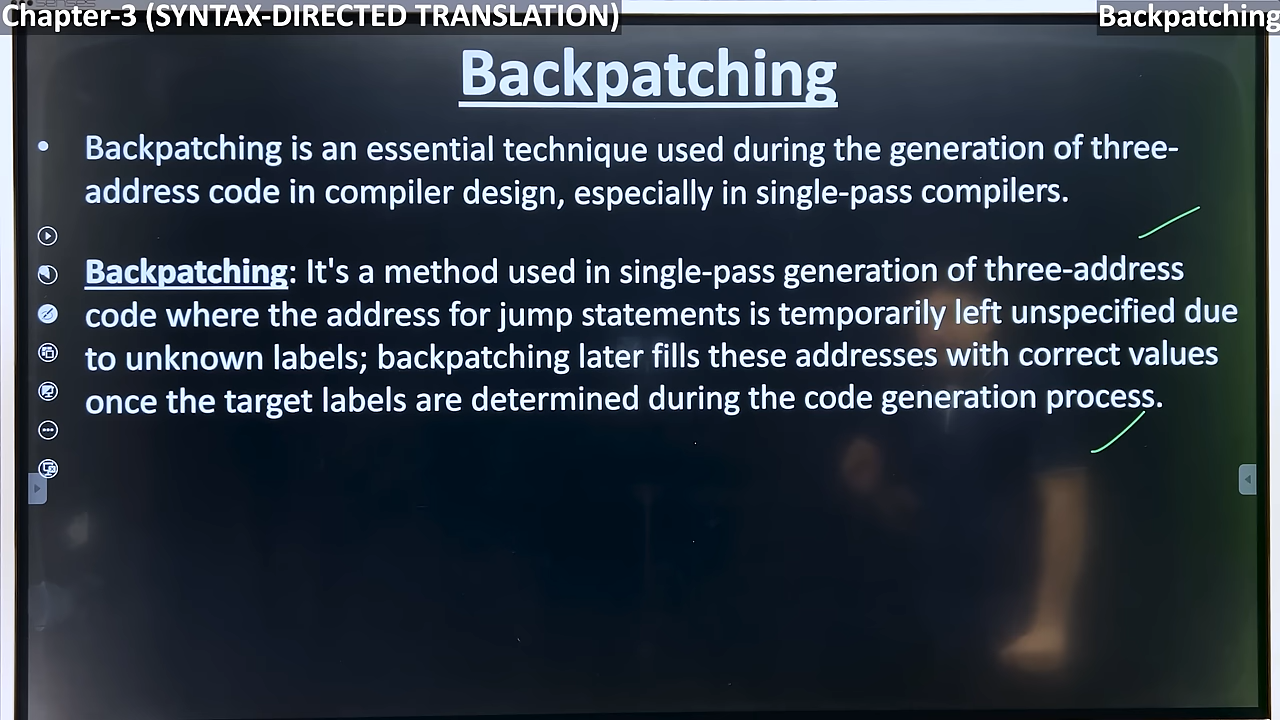 Chapter-3 (SYNTAX-DIRECTED TRANSLATION)
Backpatching
Backpatching
• Backpatching is an essential technique used during the generation of three-
address code in compiler design, especially in single-pass compilers.
Backpatching: It's a method used in single-pass generation of three-address
code where the address for jump statements is temporarily left unspecified due
to unknown labels; backpatching later fills these addresses with correct values
once the target labels are determined during the code generation process.